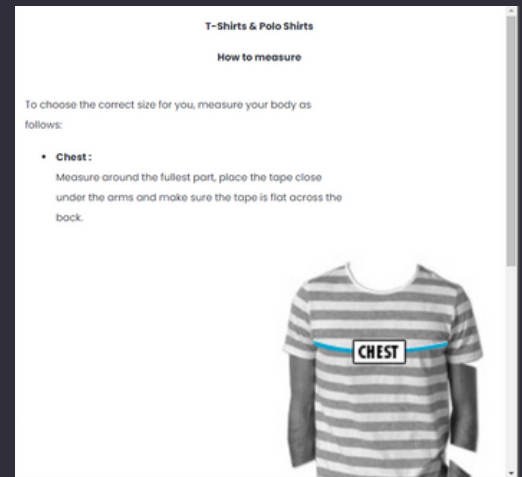 T-Shirts & Polo Shirts
How to measure
To choose the correct size for you, measure your body as
follows:
• Chest :
Measure around the fullest part, place the tape close
under the arms and make sure the tape is flat across the
back.
CHEST